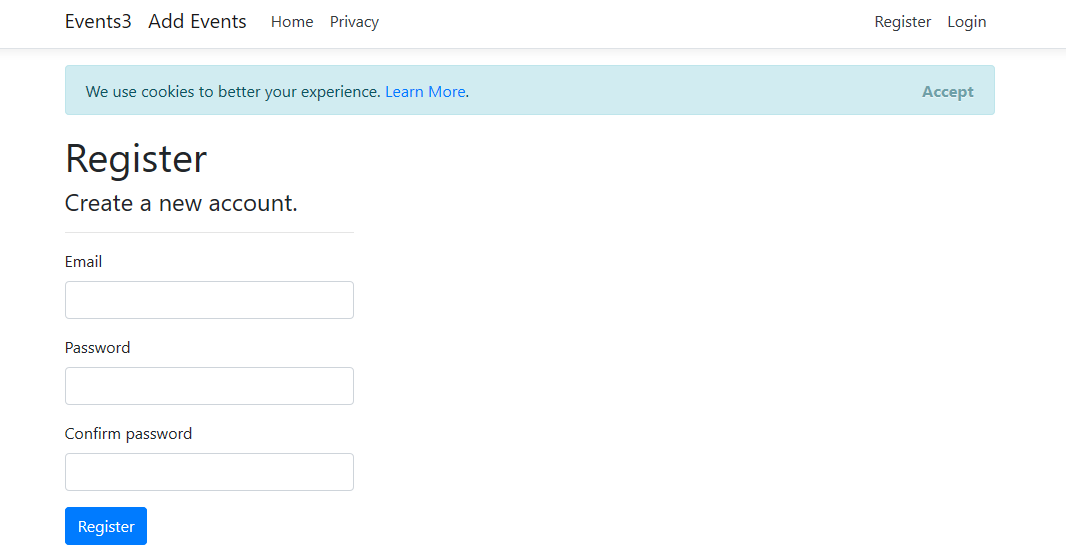 Events3 Add Events Home Privacy Register Login
We use cookies to better your experience. Learn More. Accept
Register
Create a new account.
Email
Password
Confirm password
Register